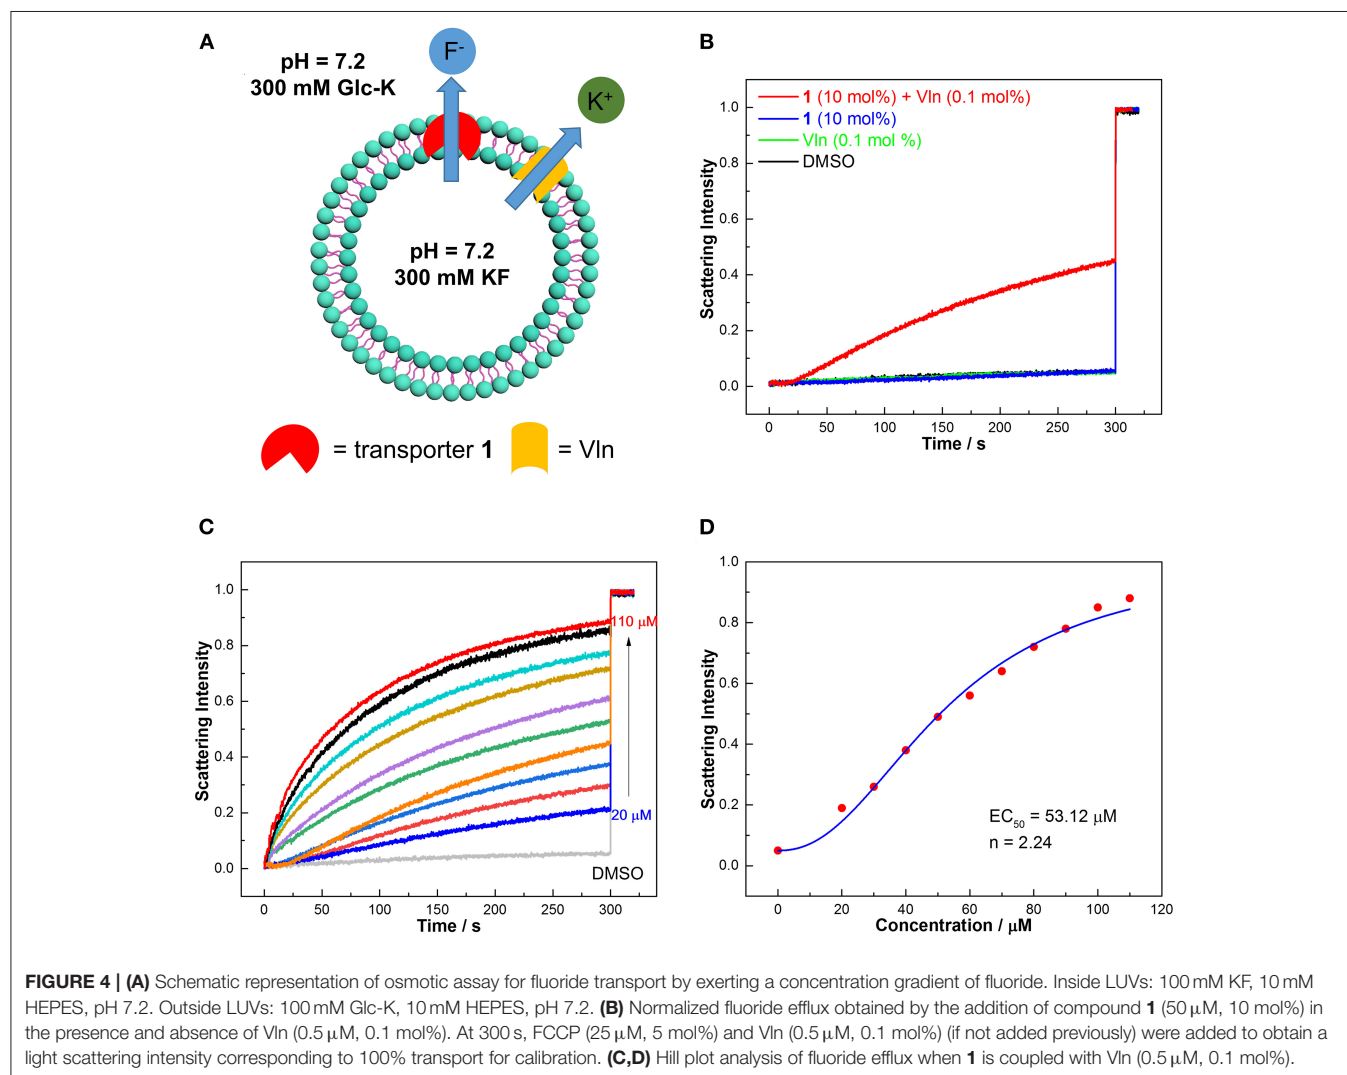 A
pH = 7.2
300 mM Glc-K
F-
K+
pH = 7.2
300 mM KF
= transporter 1
= Vln
B
1 (10 mol%) + Vln (0.1 mol%)
1 (10 mol%)
Vln (0.1 mol %)
DMSO
Scattering Intensity
1.0
0.8
0.6
0.4
0.2
0.0
0 50 100 150 200 250 300
Time / s
C
Scattering Intensity
1.0
0.8
0.6
0.4
0.2
0.0
110 μM
20 μM
DMSO
0 50 100 150 200 250 300
Time / s
D
Scattering Intensity
1.0
0.8
0.6
0.4
0.2
0.0
EC50 = 53.12 μM
n = 2.24
0 20 40 60 80 100 120
Concentration / μM
FIGURE 4 | (A) Schematic representation of osmotic assay for fluoride transport by exerting a concentration gradient of fluoride. Inside LUVs: 100 mM KF, 10 mM
HEPES, pH 7.2. Outside LUVs: 100 mM Glc-K, 10 mM HEPES, pH 7.2. (B) Normalized fluoride efflux obtained by the addition of compound 1 (50 μM, 10 mol%) in
the presence and absence of Vln (0.5 μM, 0.1 mol%). At 300 s, FCCP (25 μM, 5 mol%) and Vln (0.5 μM, 0.1 mol%) (if not added previously) were added to obtain a
light scattering intensity corresponding to 100% transport for calibration. (C,D) Hill plot analysis of fluoride efflux when 1 is coupled with Vln (0.5 μM, 0.1 mol%).